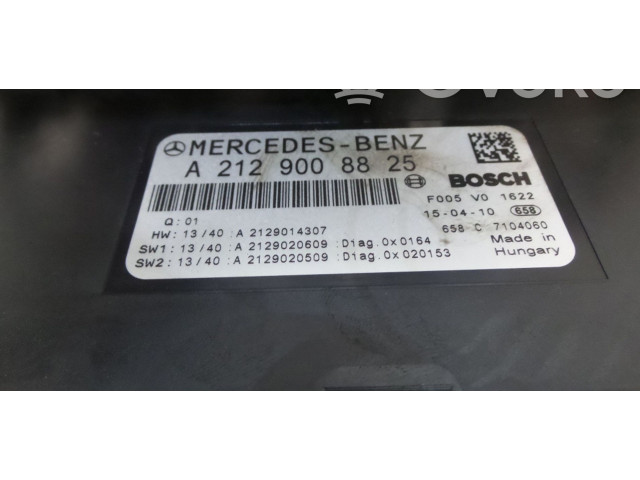 MERCEDES-BENZ
A 212 900 88 25
BOSCH
F005 V0 1622
15-04-10 658
658 C 7104060
Made in
Hungary
Q: 01
HW: 13/40 :A 2129014307
SW1: 13/40 :A 2129020609 :Diag.0x0164
SW2: 13/40 :A 2129020509 :Diag.0x020153